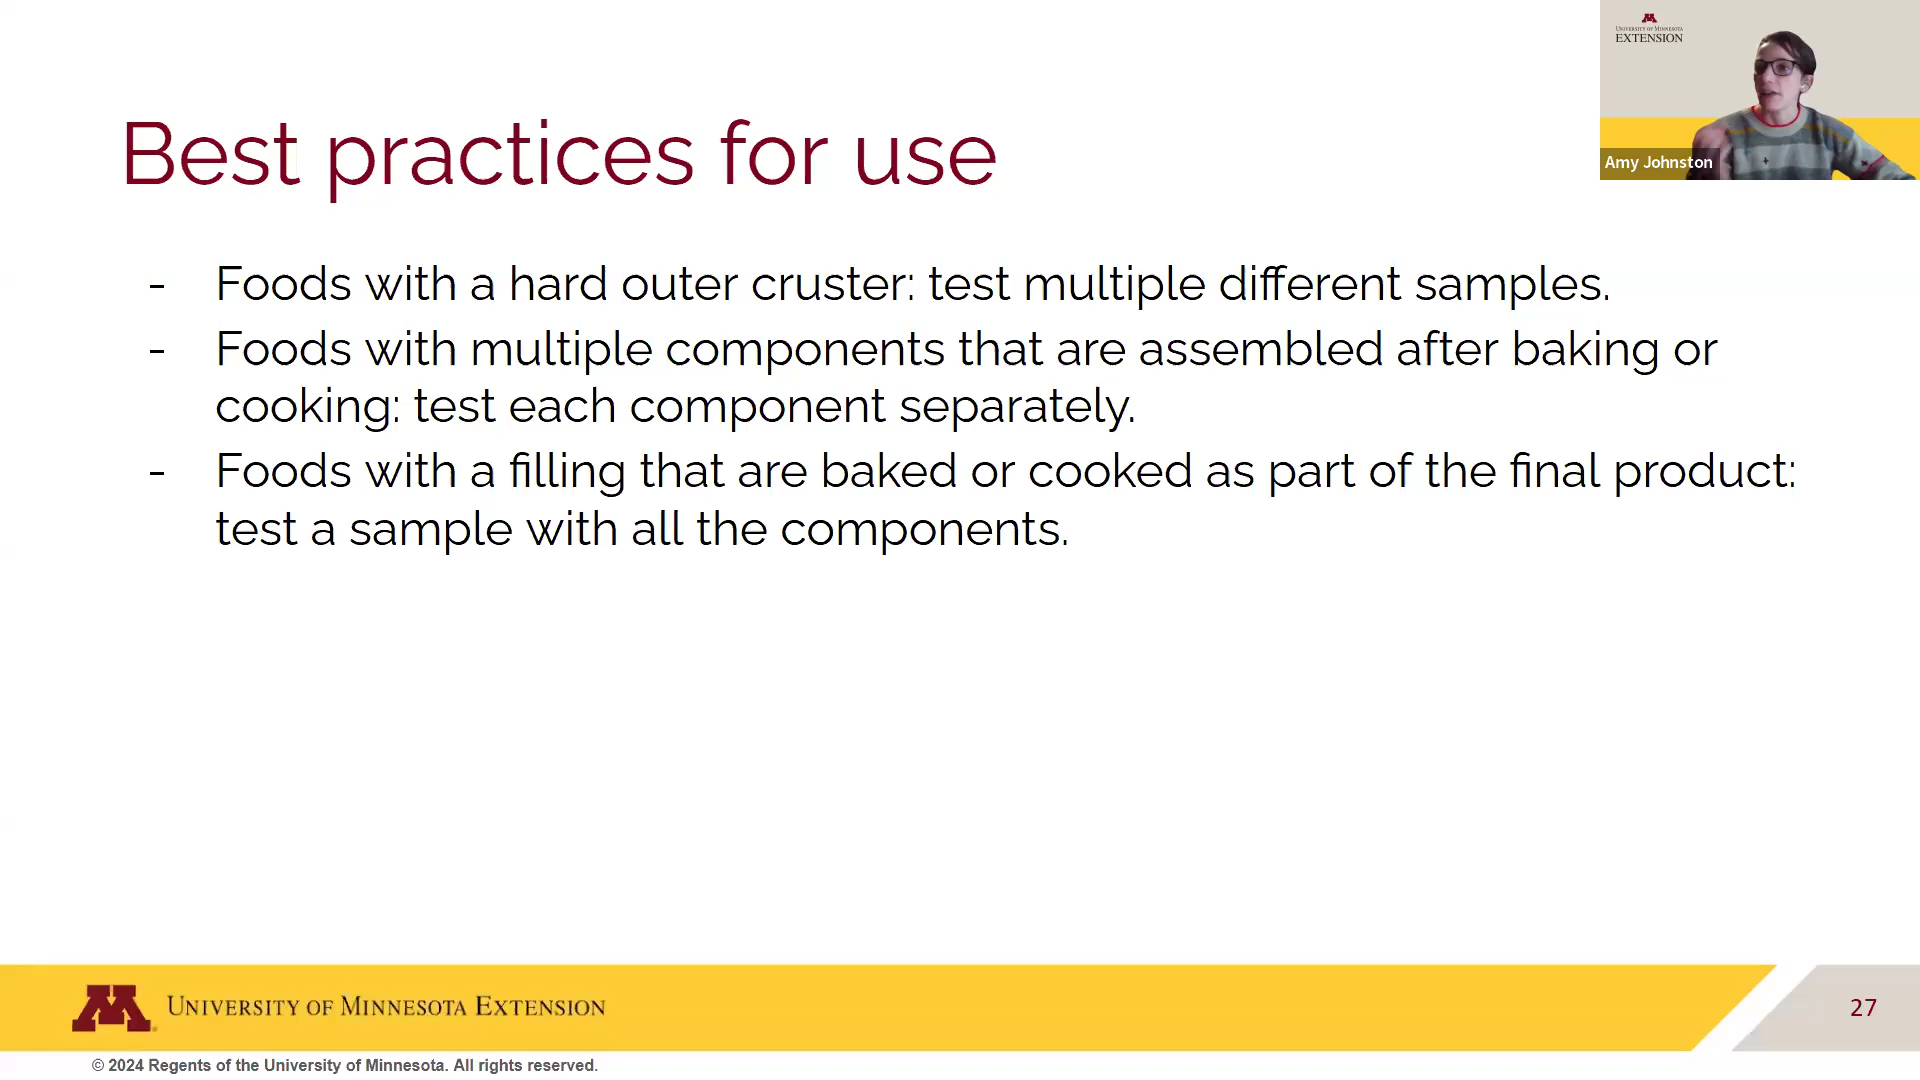 UNIVERSITY OF MINNESOTA
EXTENSION
Amy Johnston
Best practices for use
- Foods with a hard outer cruster: test multiple different samples.
- Foods with multiple components that are assembled after baking or
cooking: test each component separately.
- Foods with a filling that are baked or cooked as part of the final product:
test a sample with all the components.
UNIVERSITY OF MINNESOTA EXTENSION
27
© 2024 Regents of the University of Minnesota. All rights reserved.